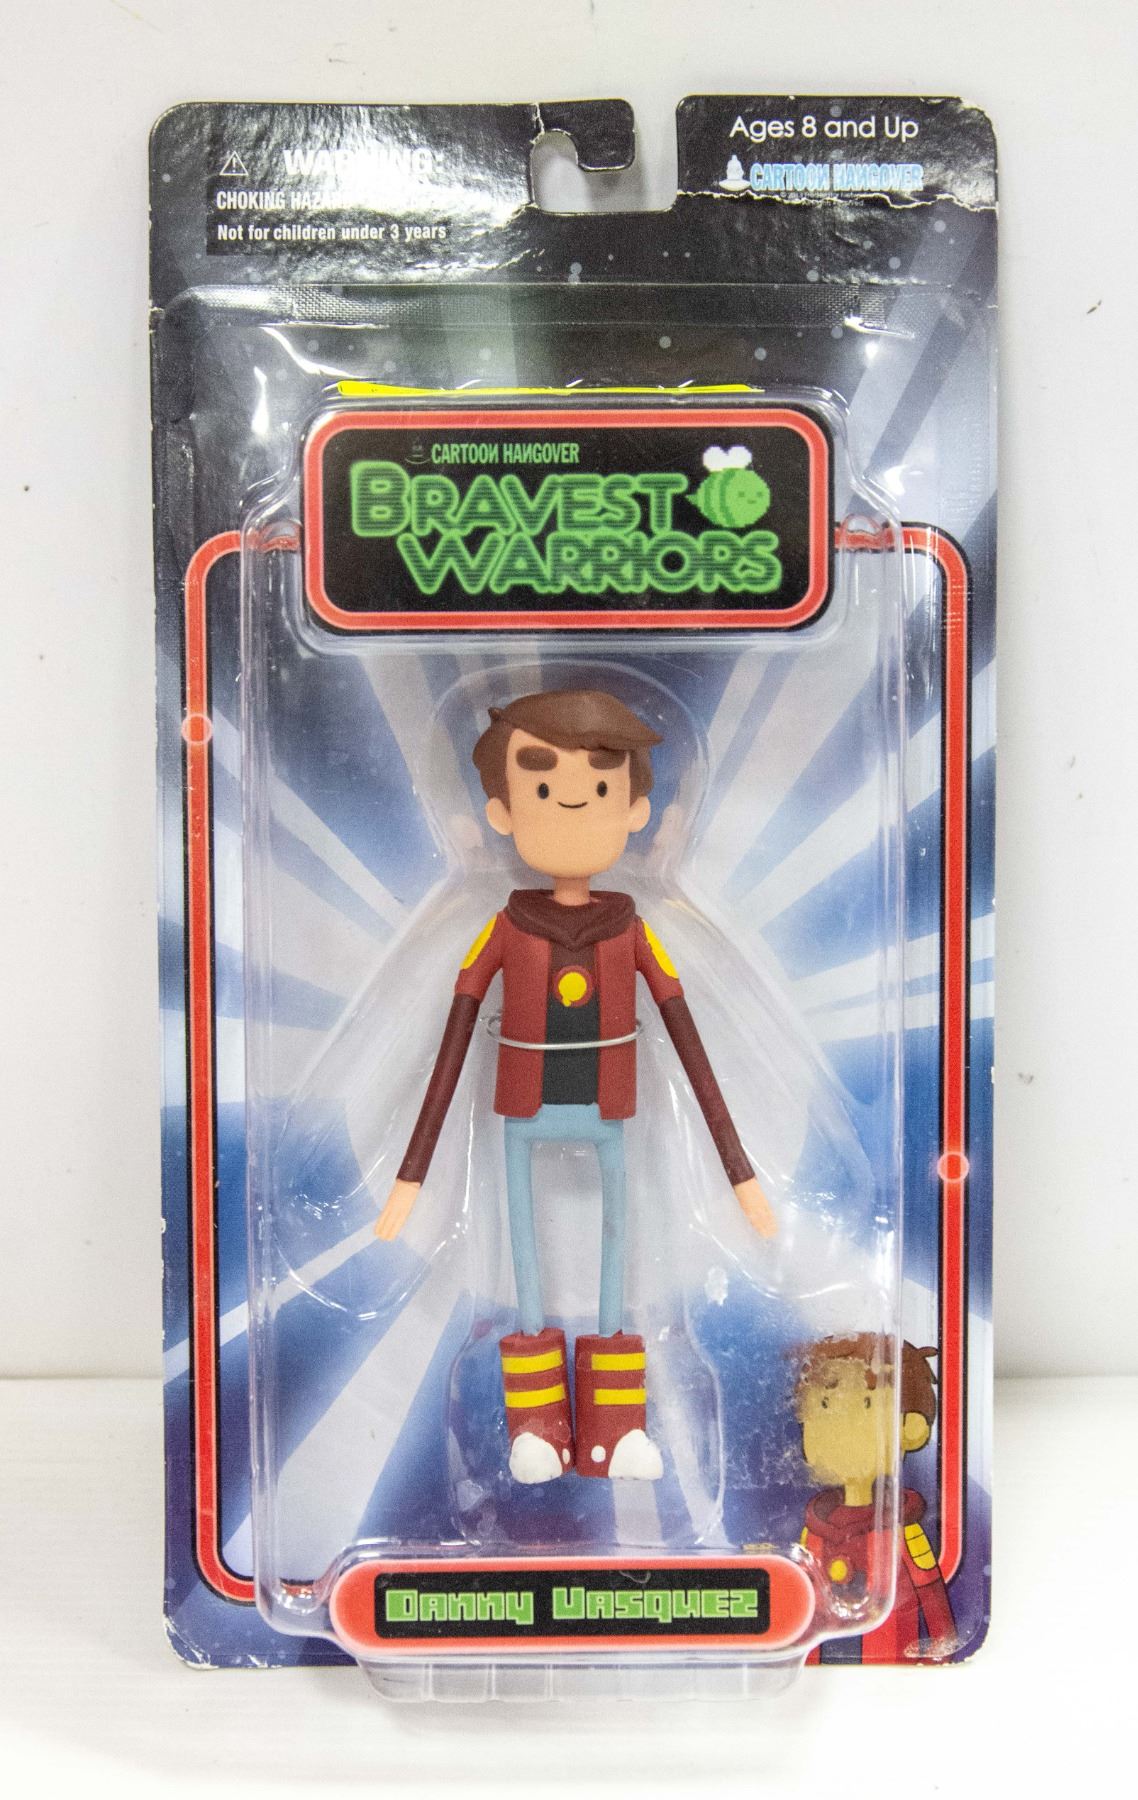 WARNING:
CHOKING HAZARD
Not for children under 3 years
Ages 8 and Up
CARTOON HANGOVER
CARTOON HANGOVER
BRAVEST
WARRIORS
Danny Vasquez